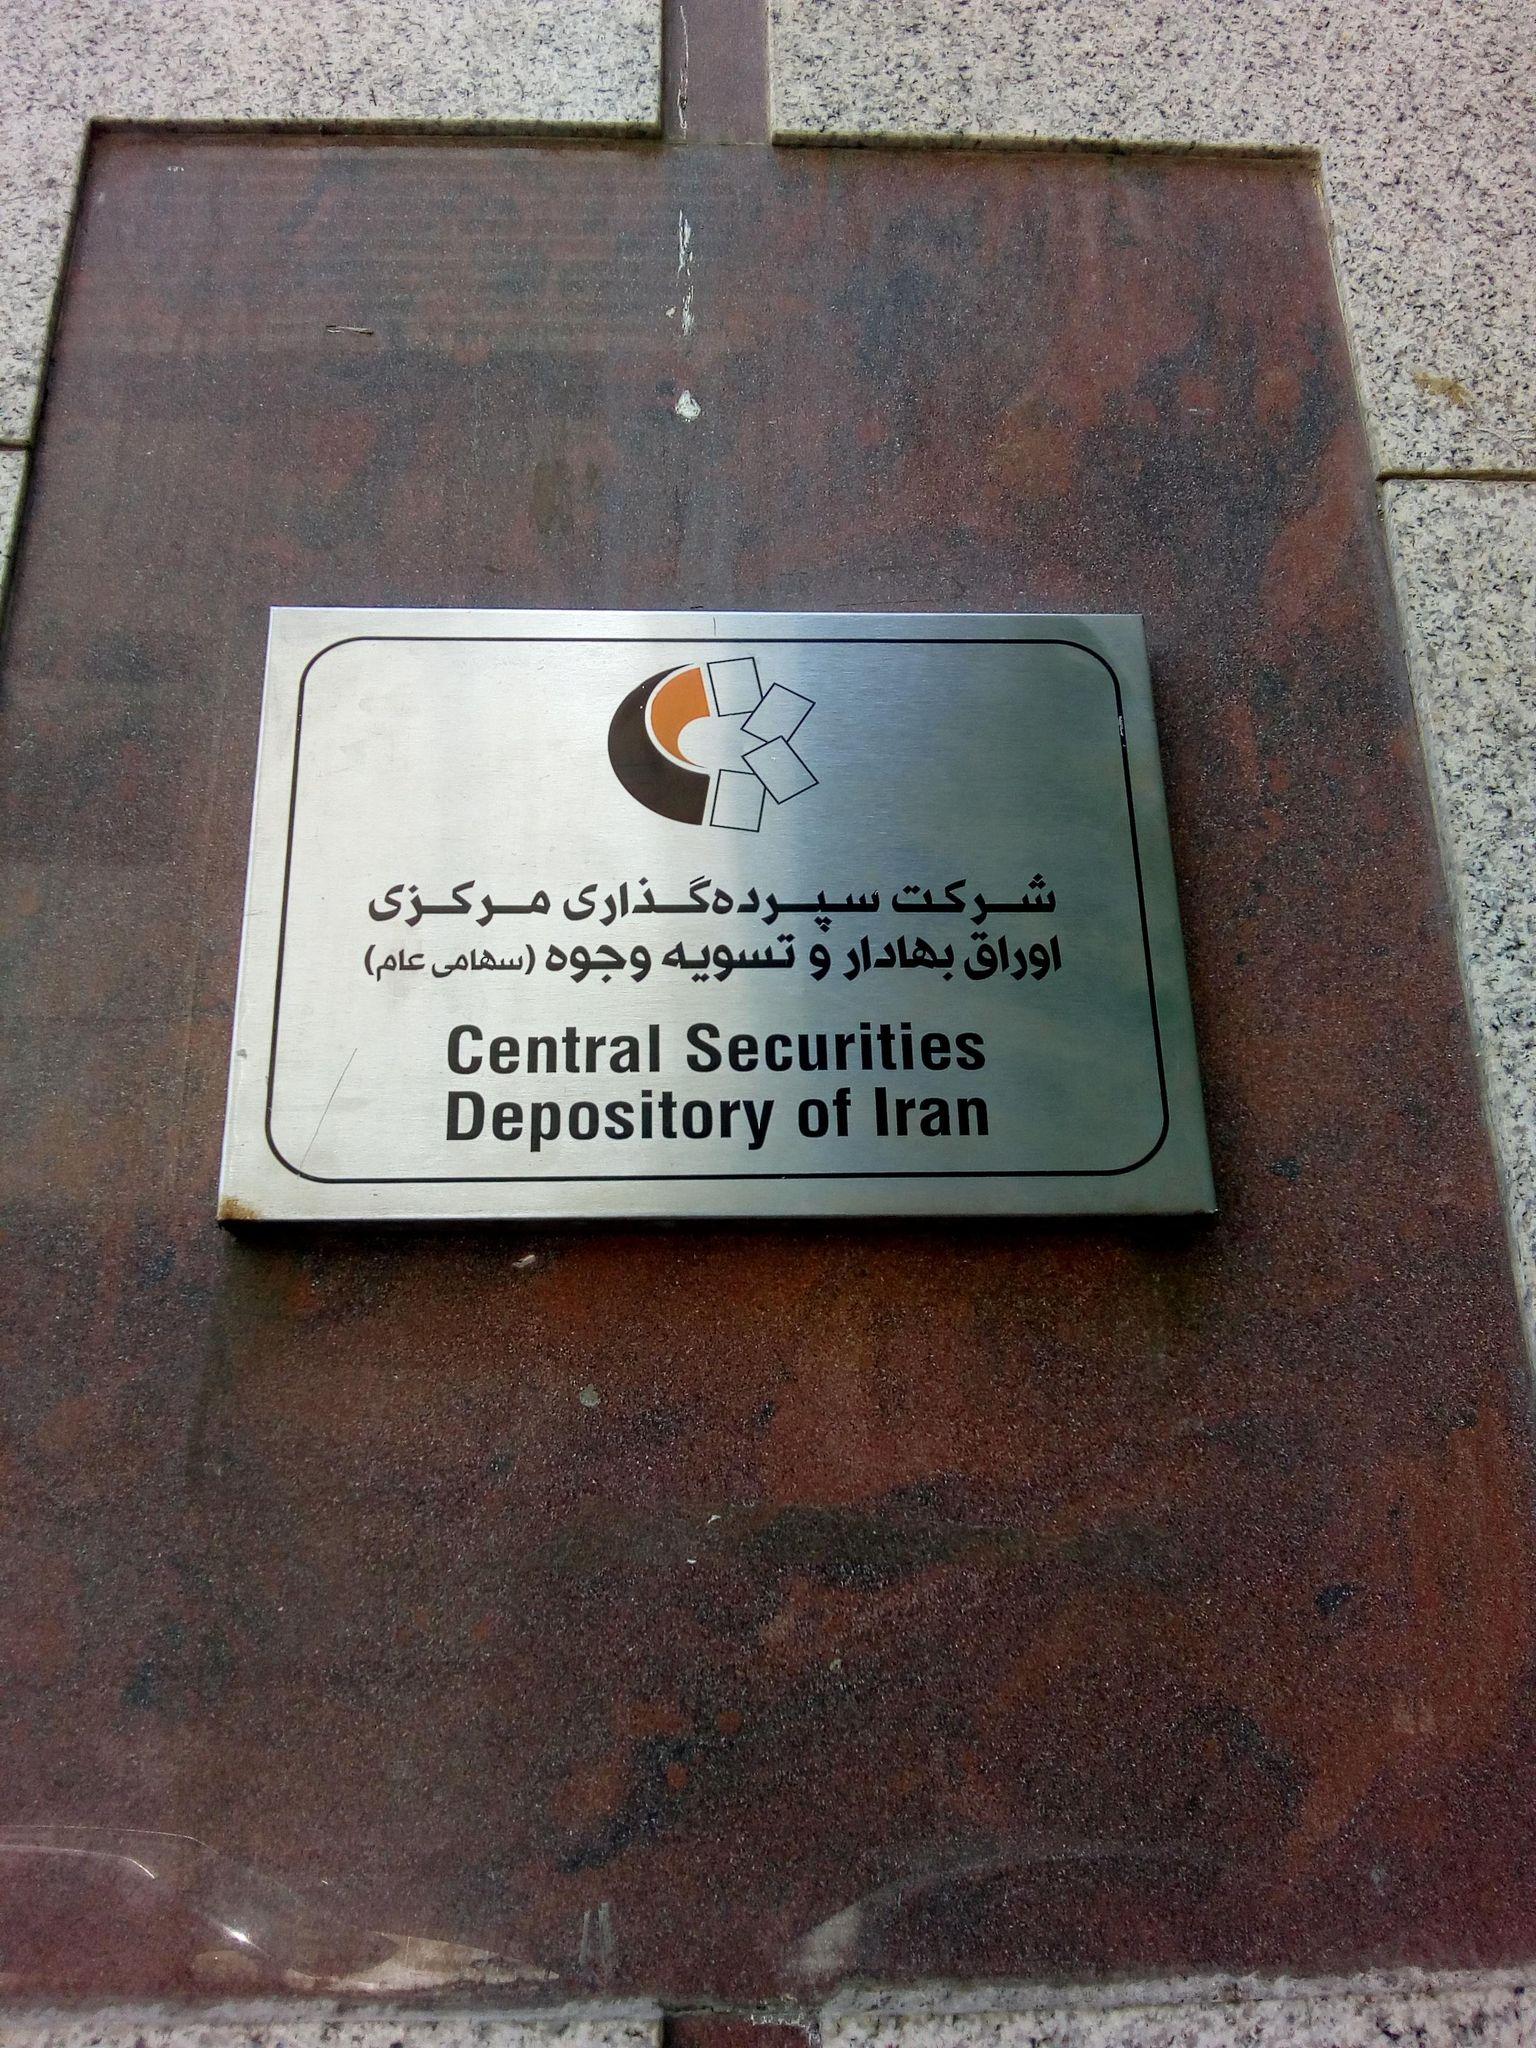 شرکت سپرده‌گذاری مرکزی
اوراق بهادار و تسویه وجوه (سهامی عام)
Central Securities
Depository of Iran